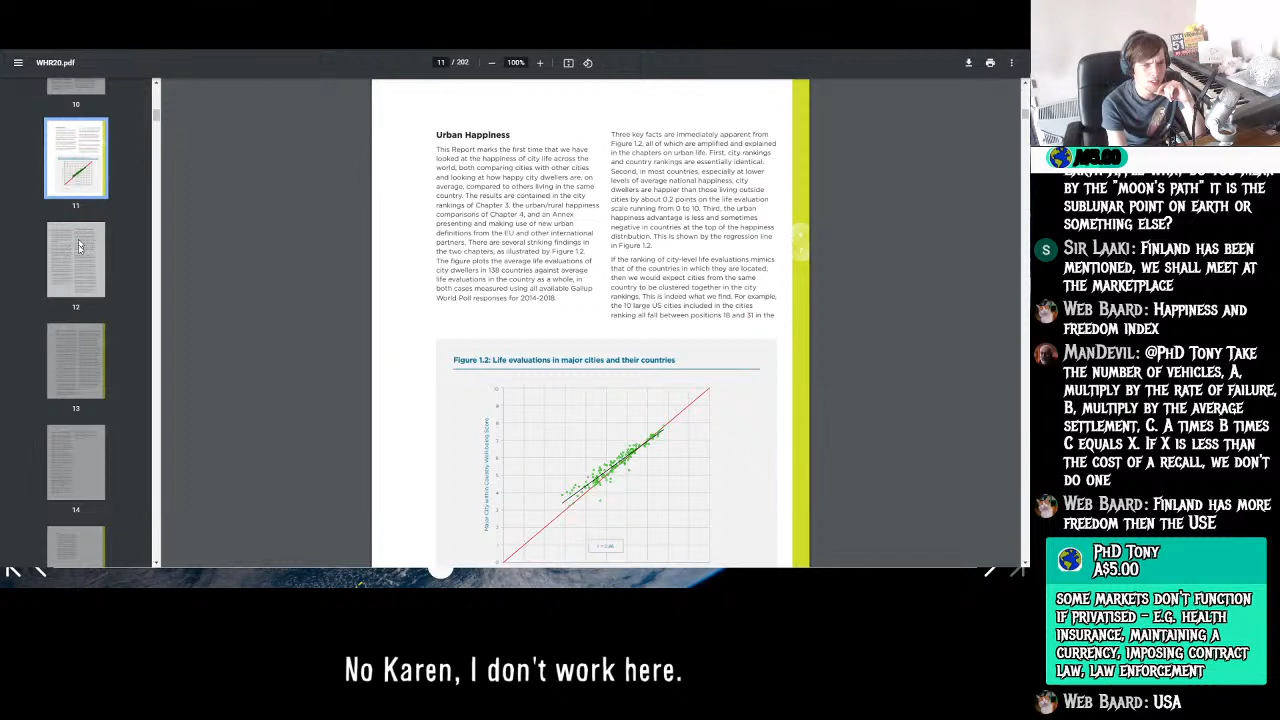 WHR20.pdf
11 / 202
100%
10
11
12
13
14
Urban Happiness
This Report marks the first time that we have
looked at the happiness of city life across the
world, both comparing cities with other cities
and looking at how happy city dwellers are, on
average, compared to others living in the same
country. The results are contained in the city
rankings of Chapter 3, the urban/rural happiness
comparisons of Chapter 4, and an Annex
presenting and making use of new urban
definitions from the EU and other international
partners. There are several striking findings in
the two chapters, as illustrated by Figure 1.2.
The figure plots the average life evaluations of
city dwellers in 138 countries against average
life evaluations in the country as a whole, in
both cases measured using all available Gallup
World Poll responses for 2014-2018.
Three key facts are immediately apparent from
Figure 1.2, all of which are amplified and explained
in the chapters on urban life. First, city rankings
and country rankings are essentially identical.
Second, in most countries, especially at lower
levels of average national happiness, city
dwellers are happier than those living outside
cities by about 0.2 points on the life evaluation
scale running from 0 to 10. Third, the urban
happiness advantage is less and sometimes
negative in countries at the top of the happiness
distribution. This is shown by the regression line
in Figure 1.2.
If the ranking of city-level life evaluations mimics
that of the countries in which they are located,
then we would expect cities from the same
country to be clustered together in the city
rankings. This is indeed what we find. For example,
the 10 large US cities included in the cities
ranking all fall between positions 18 and 31 in the
Figure 1.2: Life evaluations in major cities and their countries
Major City within Country Well-being Score
10
9
8
7
6
5
4
3
2
1
0
No Karen, I don't work here.
A$5.00
by the "moon's path" it is the
sublunar point on earth or
something else?
S
Sir Laaki: Finland has been
mentioned, we shall meet at
the marketplace
Web Baard: Happiness and
freedom index
ManDevil: @PhD Tony Take
the number of vehicles, A,
multiply by the rate of failure,
B, multiply by the average
settlement, C. A times B times
C equals X. If X is less than
the cost of a recall, we don't
do one
Web Baard: Finland has more
freedom then the USE
PhD Tony
A$5.00
Some markets don't function
if privatised - e.g. health
insurance, maintaining a
currency, imposing contract
law, law enforcement
Web Baard: USA